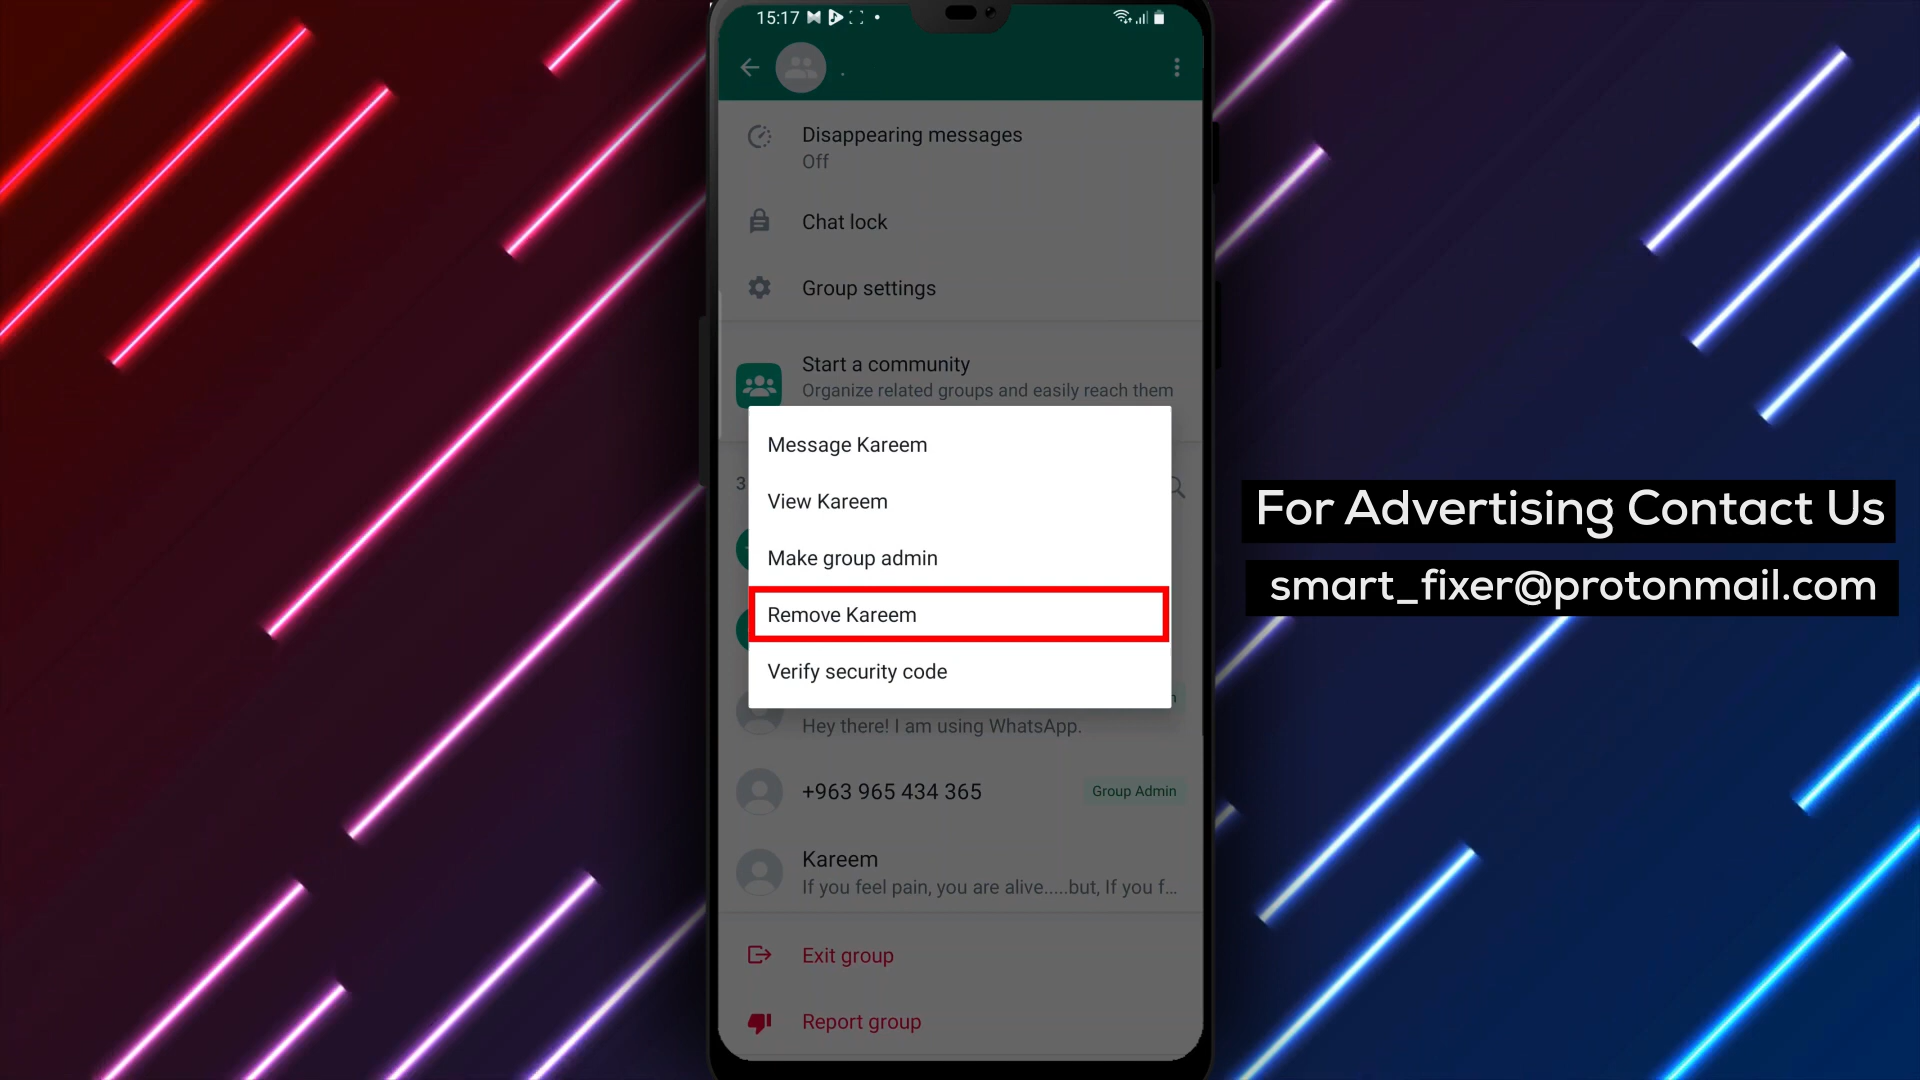 15:17
.
Disappearing messages
Off
Chat lock
Group settings
Start a community
Organize related groups and easily reach them
Message Kareem
3
View Kareem
Make group admin
Remove Kareem
Verify security code
Hey there! I am using WhatsApp.
+963 965 434 365
Group Admin
Kareem
If you feel pain, you are alive.....but, If you f...
Exit group
Report group
For Advertising Contact Us
smart_fixer@protonmail.com